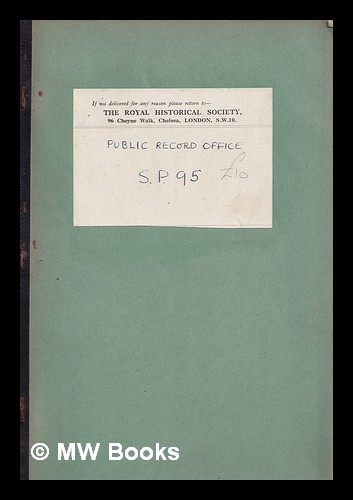 If not delivered for any reason please return to—
THE ROYAL HISTORICAL SOCIETY,
96 Cheyne Walk, Chelsea, LONDON, S.W.10.
PUBLIC RECORD OFFICE
S.P. 95 £10
© MW Books